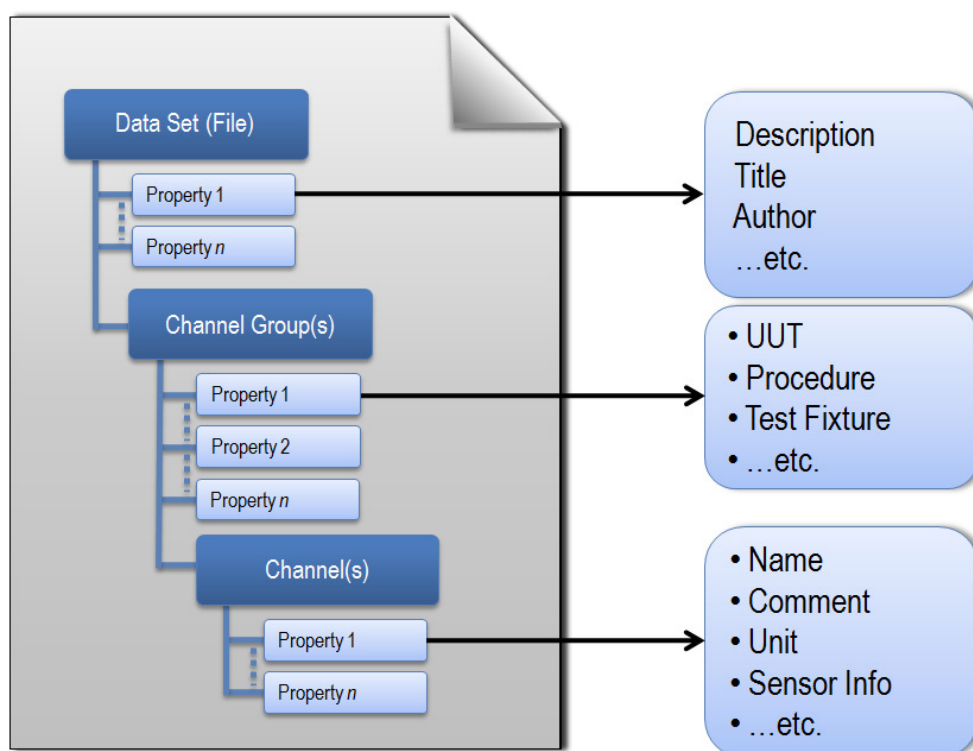 Data Set (File)
Property 1
Property n
Channel Group(s)
Property 1
Property 2
Property n
Channel(s)
Property 1
Property n
Description
Title
Author
...etc.
• UUT
• Procedure
• Test Fixture
• ...etc.
• Name
• Comment
• Unit
• Sensor Info
• ...etc.